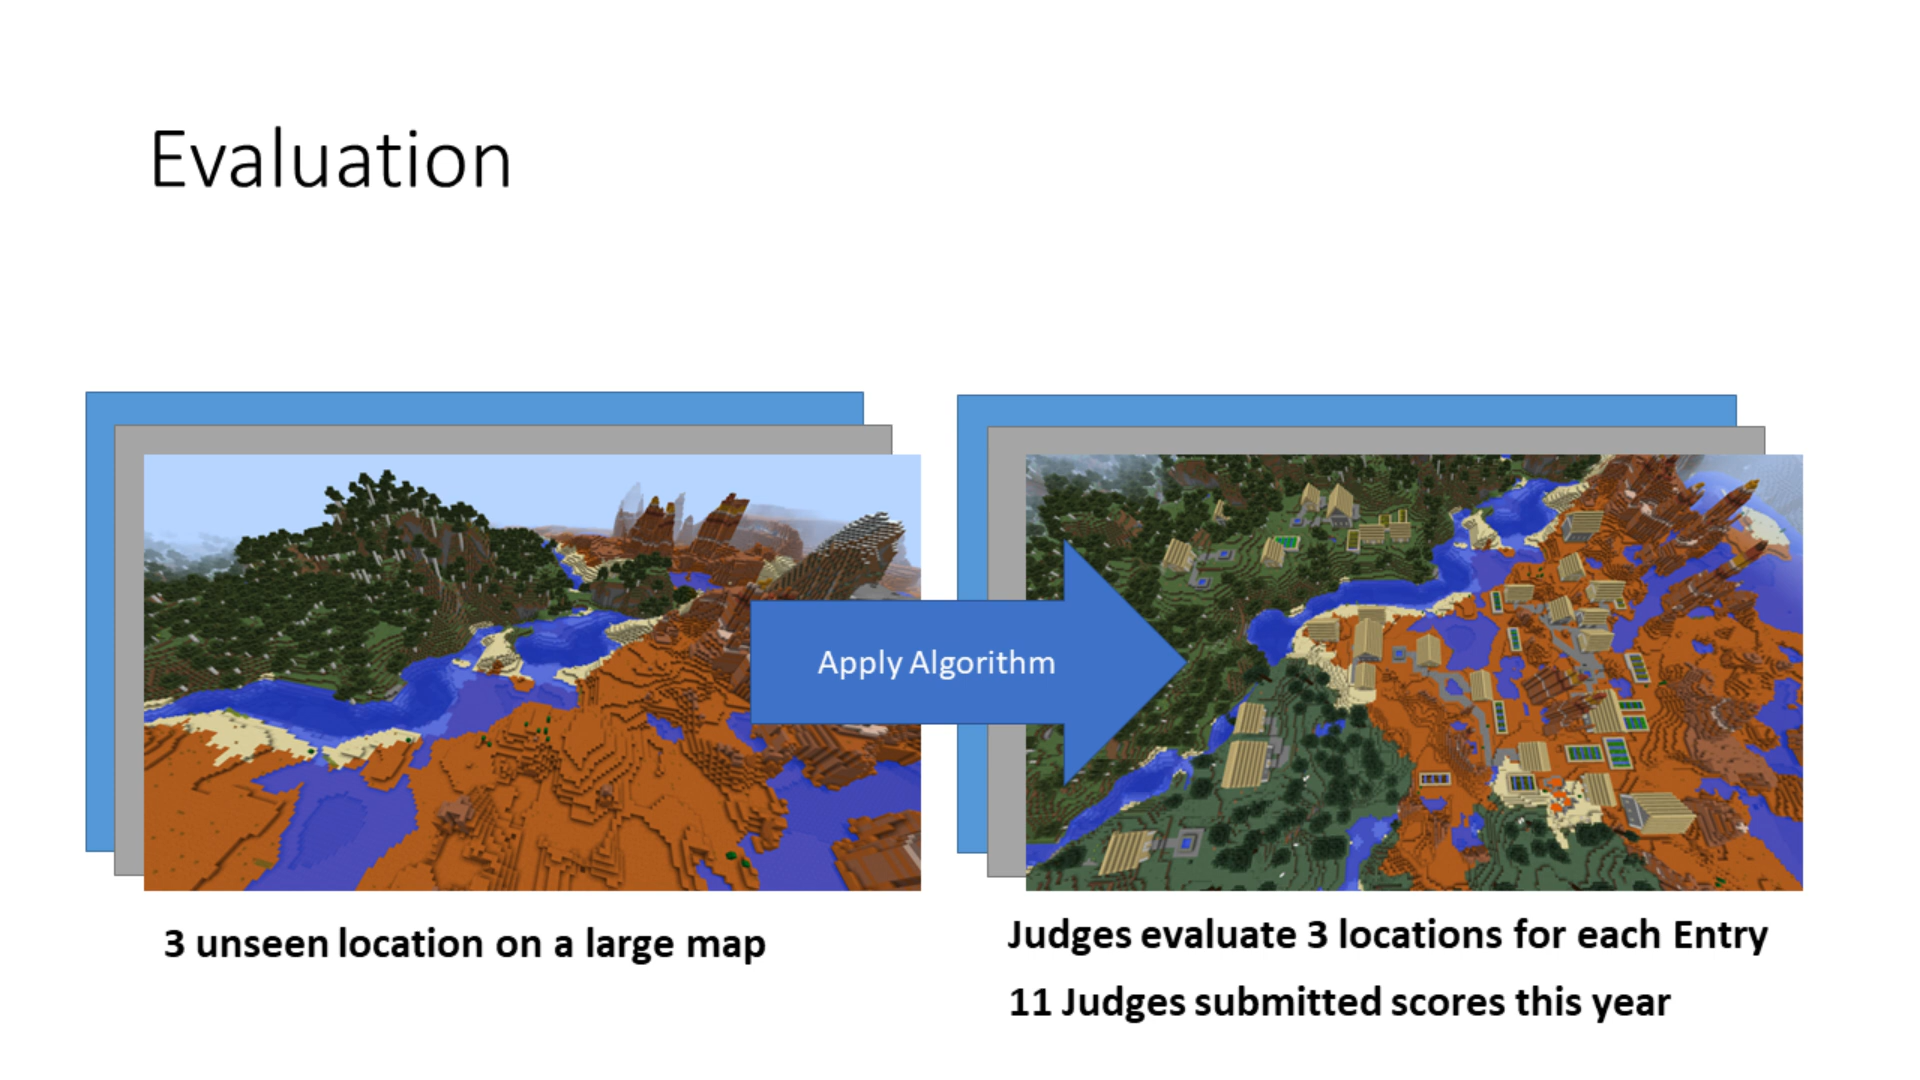 Evaluation
Apply Algorithm
3 unseen location on a large map
Judges evaluate 3 locations for each Entry
11 Judges submitted scores this year